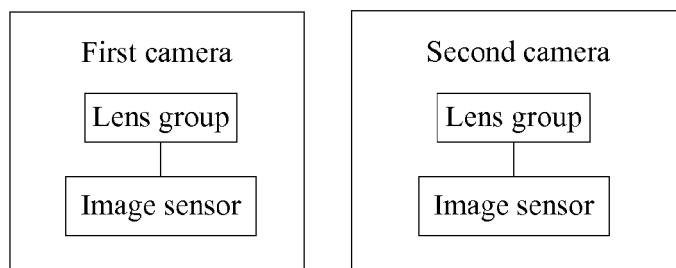 First camera
Lens group
Image sensor
Second camera
Lens group
Image sensor